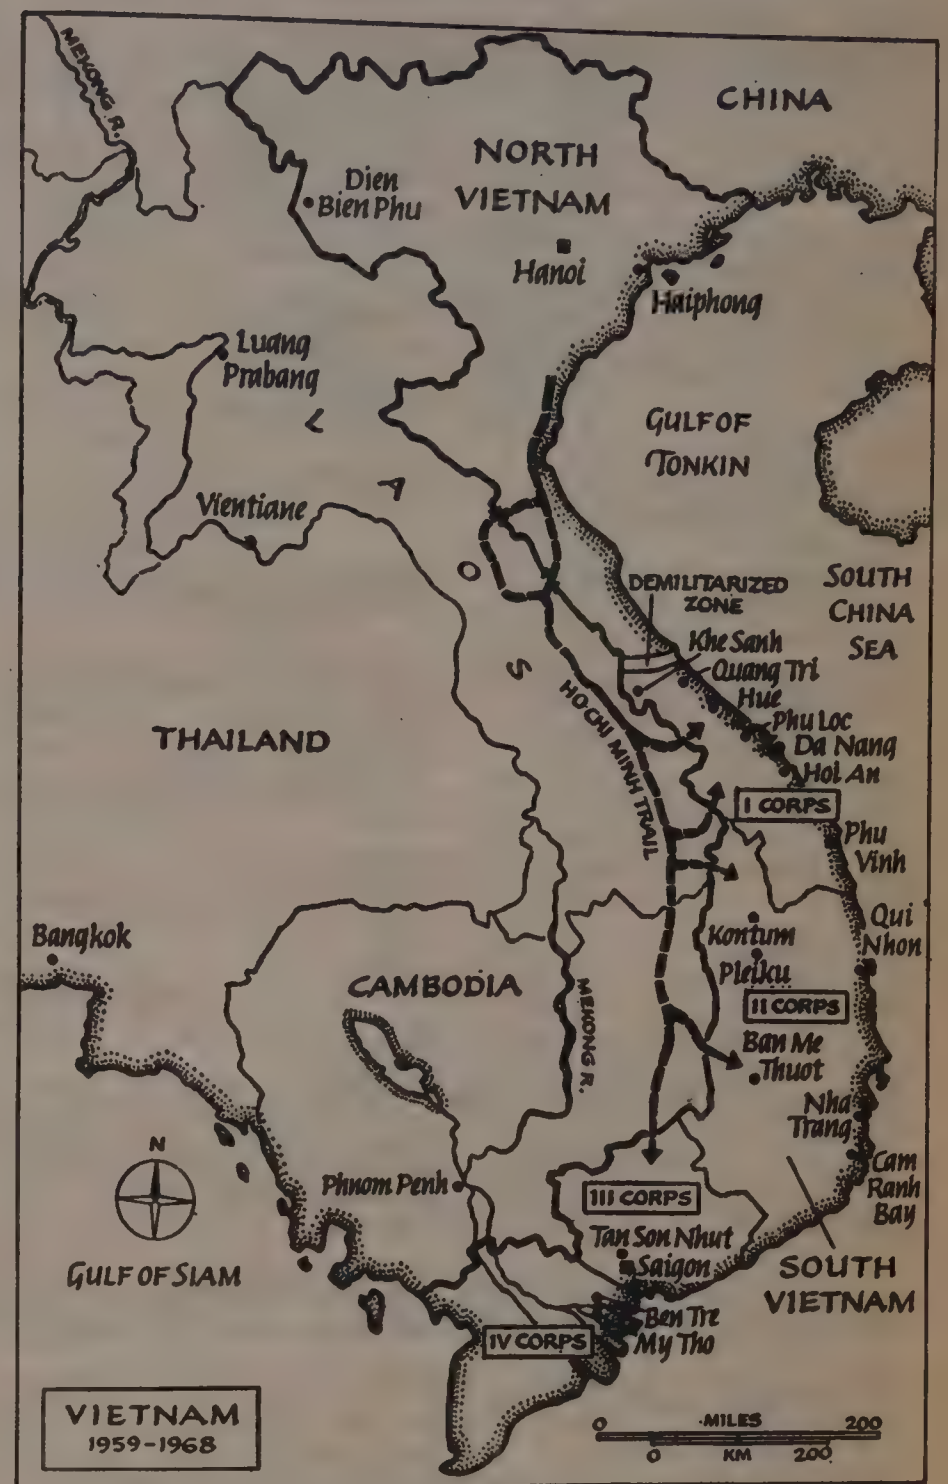 MEKONG R.
CHINA
NORTH
VIETNAM
Dien
Bien Phu
Hanoi
Haiphong
Luang
Prabang
LAOS
GULF OF
TONKIN
Vientiane
SOUTH
CHINA
SEA
DEMILITARIZED
ZONE
Khe Sanh
Quang Tri
Hue
Phu Loc
Da Nang
Hoi An
HO CHI MINH TRAIL
THAILAND
I CORPS
Phu
Vinh
Qui
Nhon
Bangkok
Kontum
Pleiku
CAMBODIA
MEKONG R.
II CORPS
Ban Me
Thuot
Nha
Trang
Cam
Ranh
Bay
N
Phnom Penh
III CORPS
Tan Son Nhut
Saigon
GULF OF SIAM
SOUTH
VIETNAM
Ben Tre
My Tho
IV CORPS
VIETNAM
1959-1968
0 MILES 200
0 KM 200